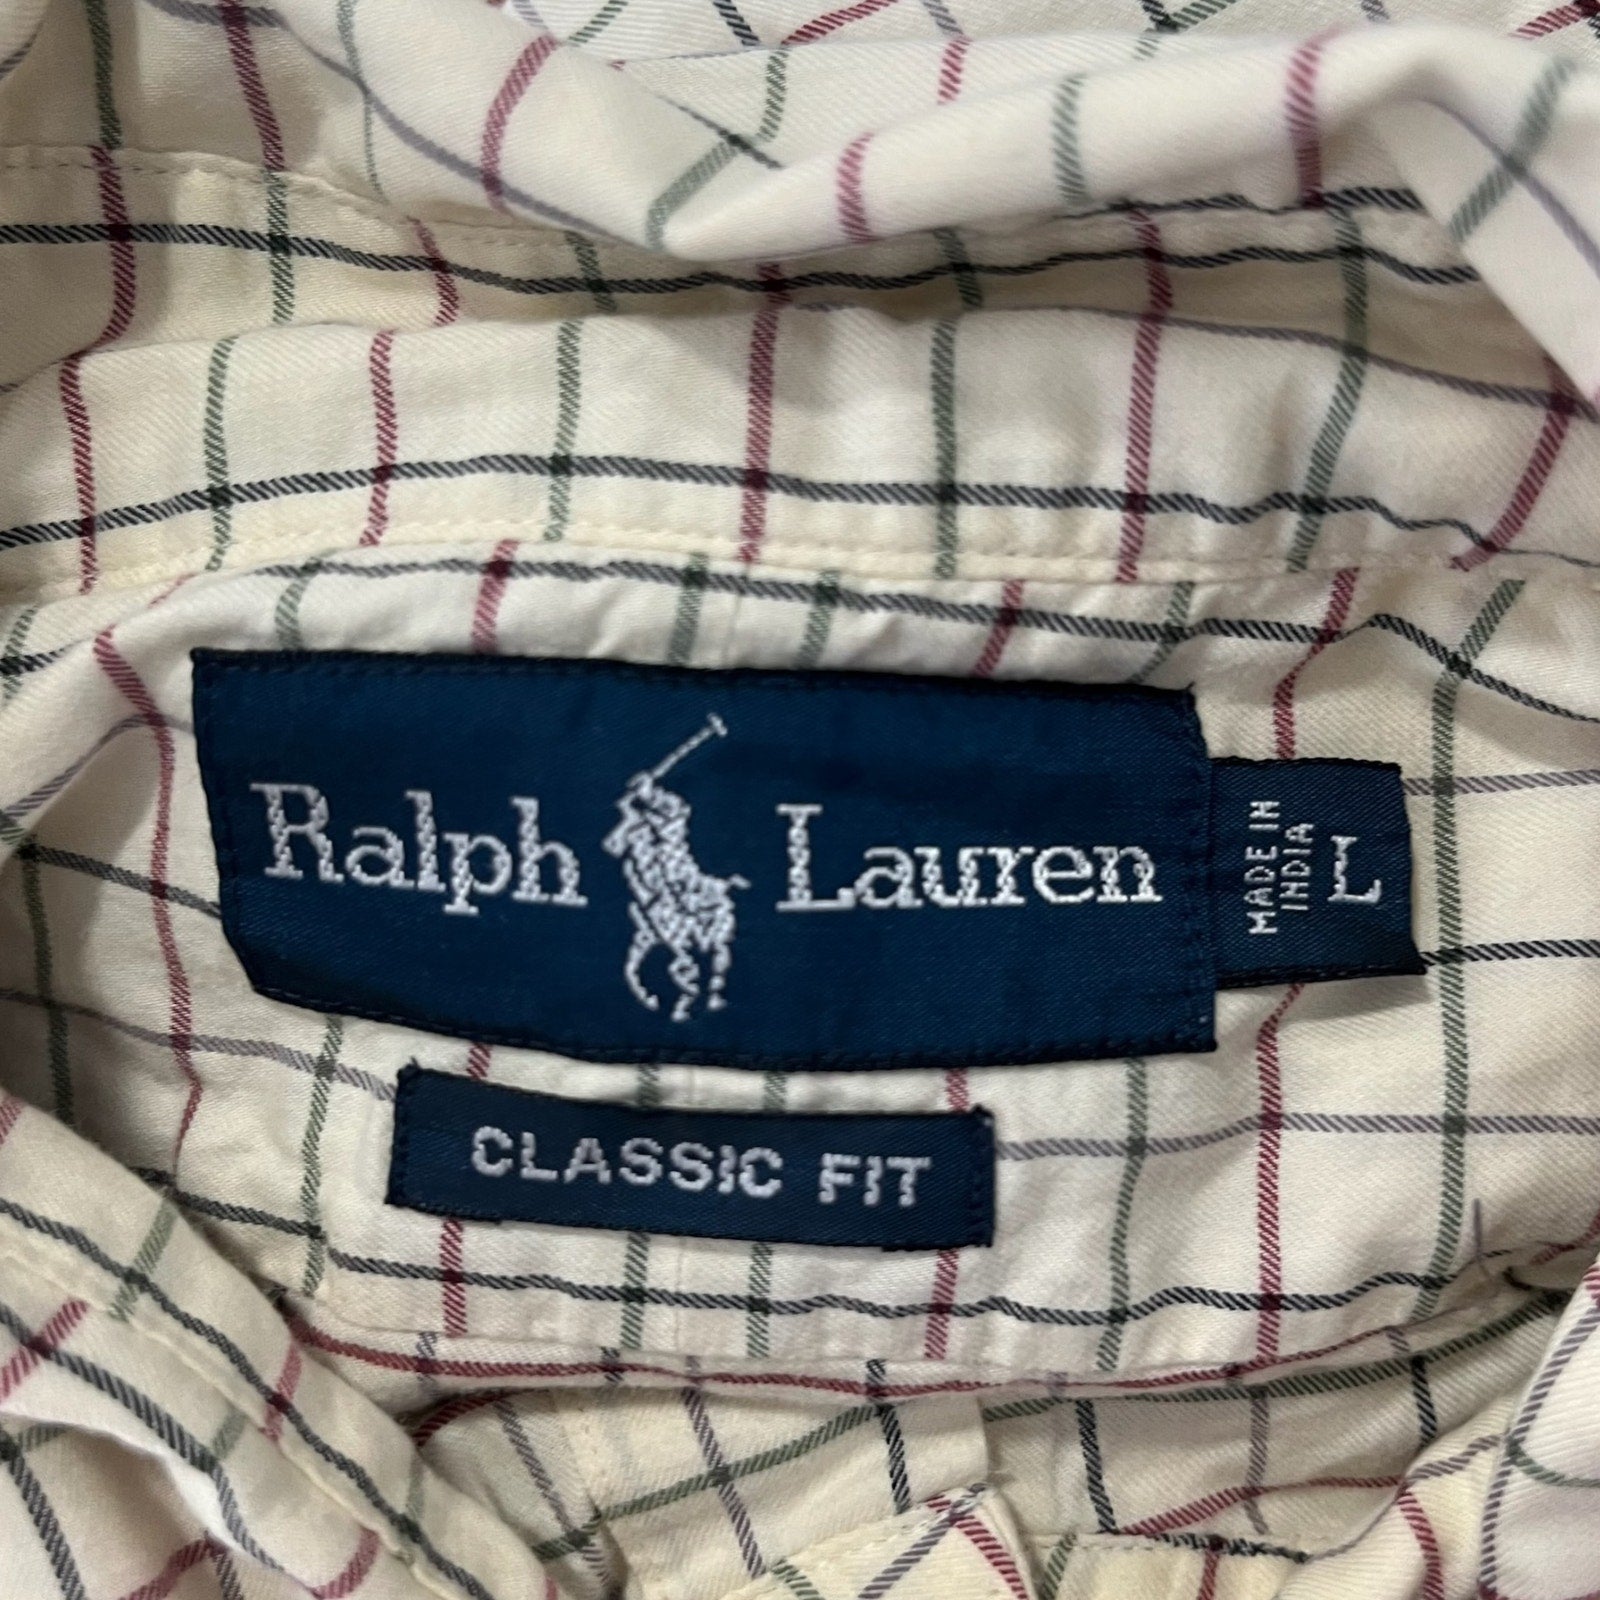 Ralph Lauren
MADE IN
INDIA
L
CLASSIC FIT